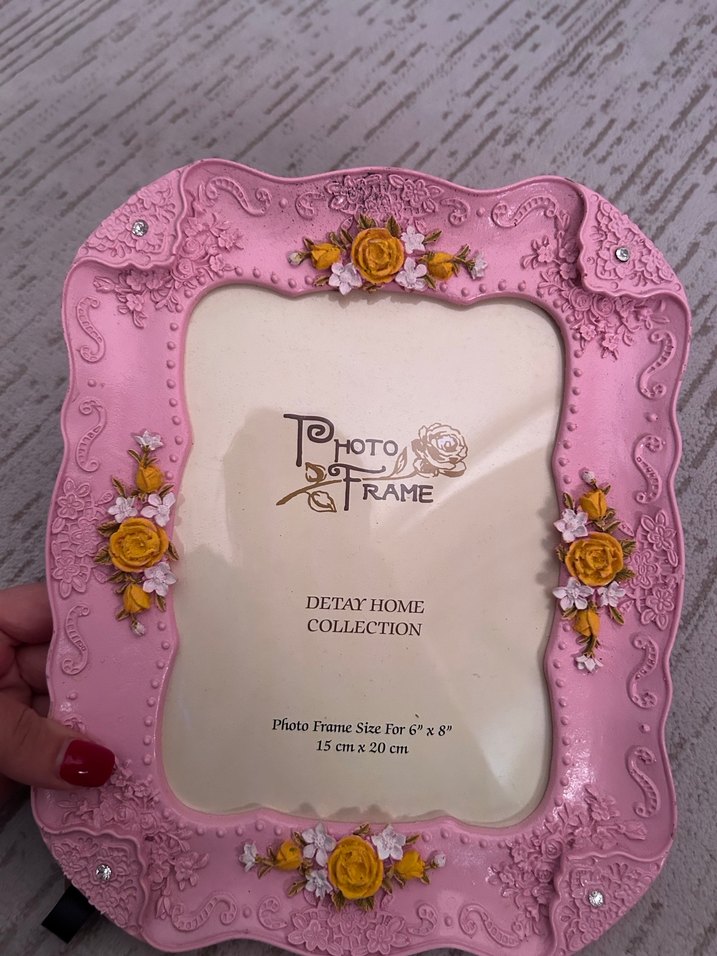 PHOTO
FRAME
DETAY HOME
COLLECTION
Photo Frame Size For 6" x 8"
15 cm x 20 cm